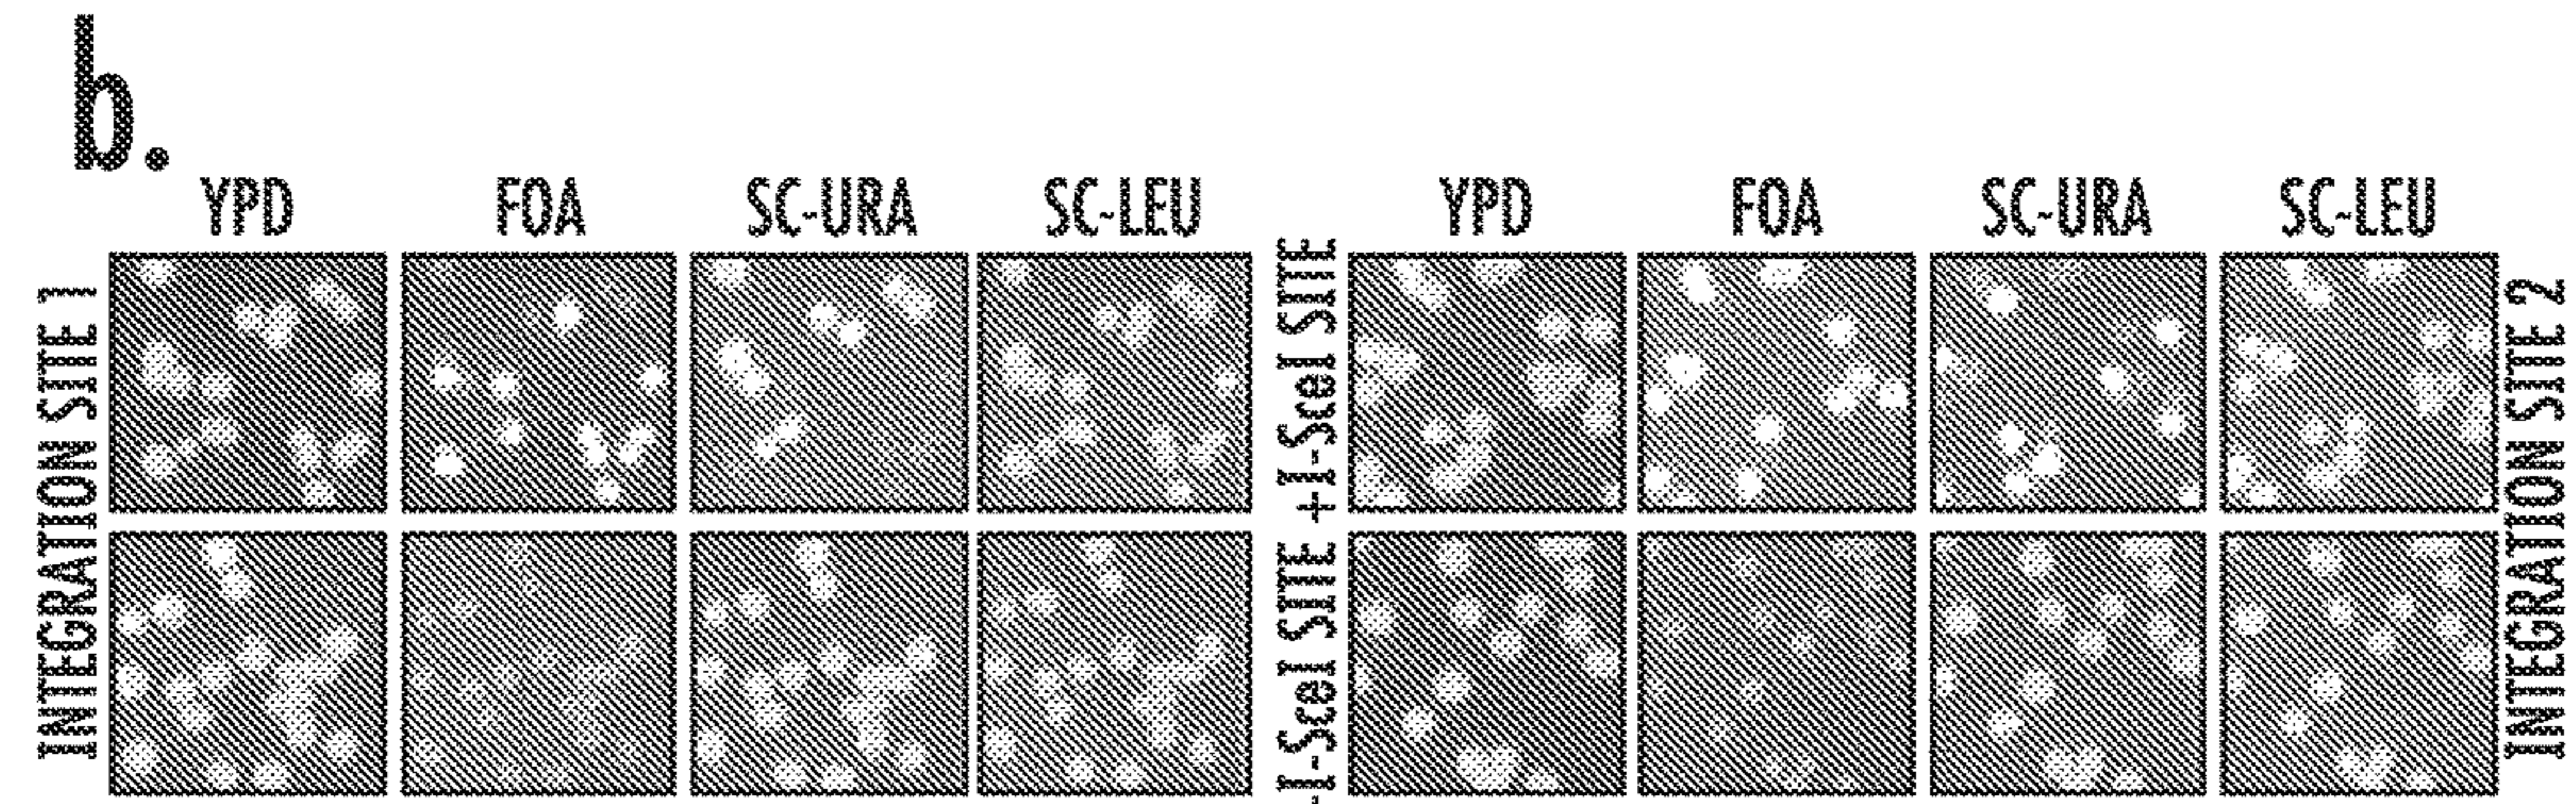 b.
YPD FOA SC-URA SC-LEU YPD FOA SC-URA SC-LEU
INTEGRATION SITE 1
-I-SceI SITE +I-SceI SITE
INTEGRATION SITE 2